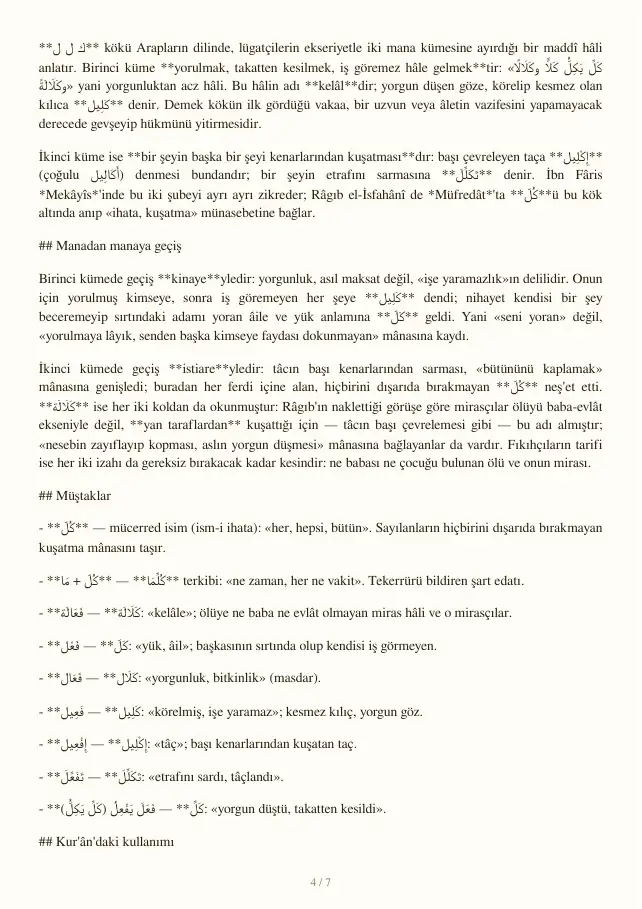 **ك ل ل** kökü Arapların dilinde, lügatçilerin ekseriyetle iki mana kümesine ayırdığı bir maddî hâli
anlatır. Birinci küme **yorulmak, takatten kesilmek, iş göremez hâle gelmek**tir: «كَلَّ يَكِلُّ كَلًّا وكَلَالًا
وكَلَالَةً» yani yorgunluktan acz hâli. Bu hâlin adı **kelâl**dir; yorgun düşen göze, körelip kesmez olan
kılıca **كَلِيل** denir. Demek kökün ilk gördüğü vakaa, bir uzvun veya âletin vazifesini yapamayacak
derecede gevşeyip hükmünü yitirmesidir.
İkinci küme ise **bir şeyin başka bir şeyi kenarlarından kuşatması**dır: başı çevreleyen taça **إِكْلِيل**
(çoğulu أَكَالِيل) denmesi bundandır; bir şeyin etrafını sarmasına **تَكَلَّلَ** denir. İbn Fâris
*Mekâyîs*'inde bu iki şubeyi ayrı ayrı zikreder; Râgıb el-İsfahânî de *Müfredât*'ta **كُلّ**ü bu kök
altında anıp «ihata, kuşatma» münasebetine bağlar.
## Manadan manaya geçiş
Birinci kümede geçiş **kinaye**yledir: yorgunluk, asıl maksat değil, «işe yaramazlık»ın delilidir. Onun
için yorulmuş kimseye, sonra iş göremeyen her şeye **كَلِيل** dendi; nihayet kendisi bir şey
beceremeyip sırtındaki adamı yoran âile ve yük anlamına **كَلّ** geldi. Yani «seni yoran» değil,
«yorulmaya lâyık, senden başka kimseye faydası dokunmayan» mânasına kaydı.
İkinci kümede geçiş **istiare**yledir: tâcın başı kenarlarından sarması, «bütününü kaplamak»
mânasına genişledi; buradan her ferdi içine alan, hiçbirini dışarıda bırakmayan **كُلّ** neş'et etti.
**كَلَالَة** ise her iki koldan da okunmuştur: Râgıb'ın naklettiği görüşe göre mirasçılar ölüyü baba-evlât
ekseniyle değil, **yan taraflardan** kuşattığı için — tâcın başı çevrelemesi gibi — bu adı almıştır;
«nesebin zayıflayıp kopması, aslın yorgun düşmesi» mânasına bağlayanlar da vardır. Fıkıhçıların tarifi
ise her iki izahı da gereksiz bırakacak kadar kesindir: ne babası ne çocuğu bulunan ölü ve onun mirası.
## Müştaklar
- **كُلّ** — mücerred isim (ism-i ihata): «her, hepsi, bütün». Sayılanların hiçbirini dışarıda bırakmayan
kuşatma mânasını taşır.
- **كُلَّمَا** — **كُلّ + مَا** terkibi: «ne zaman, her ne vakit». Tekerrürü bildiren şart edatı.
- **كَلَالَة** — فَعَالَة: «kelâle»; ölüye ne baba ne evlât olmayan miras hâli ve o mirasçılar.
- **كَلّ** — فَعْل: «yük, âil»; başkasının sırtında olup kendisi iş görmeyen.
- **كَلَال** — فَعَال: «yorgunluk, bitkinlik» (masdar).
- **كَلِيل** — فَعِيل: «körelmiş, işe yaramaz»; kesmez kılıç, yorgun göz.
- **إِكْلِيل** — إِفْعِيل: «tâç»; başı kenarlarından kuşatan taç.
- **تَكَلَّلَ** — تَفَعَّلَ: «etrafını sardı, tâçlandı».
- **كَلَّ** — فَعَلَ يَفْعِلُ (كَلَّ يَكِلُّ)**: «yorgun düştü, takatten kesildi».
## Kur'ân'daki kullanımı
4 / 7